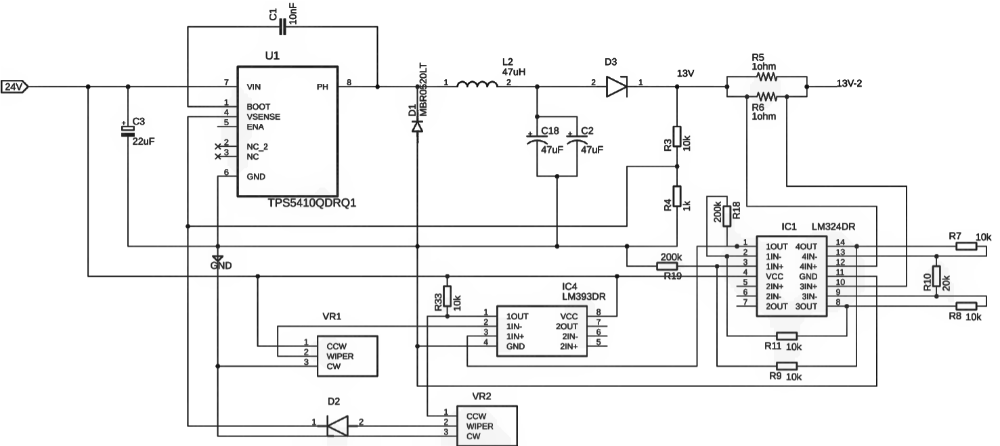 C1
10nF
U1
24V
7 VIN PH 8
1 BOOT
4 VSENSE
5 ENA
2 NC_2
3 NC
6 GND
TPS5410QDRQ1
C3
22uF
GND
D1
MBR0520LT
L2
47uH
1 2
D3
2 1
13V
R5
1ohm
R6
1ohm
13V-2
C18
47uF
C2
47uF
R3
10k
R4
1k
200k
R18
IC1 LM324DR
1 1OUT 4OUT 14
2 1IN- 4IN- 13
3 1IN+ 4IN+ 12
4 VCC GND 11
5 2IN+ 3IN+ 10
6 2IN- 3IN- 9
7 2OUT 3OUT 8
R7 10k
R10
20k
R8 10k
200k
R19
R11 10k
R9 10k
R33
10k
IC4
LM393DR
1 1OUT VCC 8
2 1IN- 2OUT 7
3 1IN+ 2IN- 6
4 GND 2IN+ 5
VR1
1 CCW
2 WIPER
3 CW
D2
1 2
VR2
1 CCW
2 WIPER
3 CW